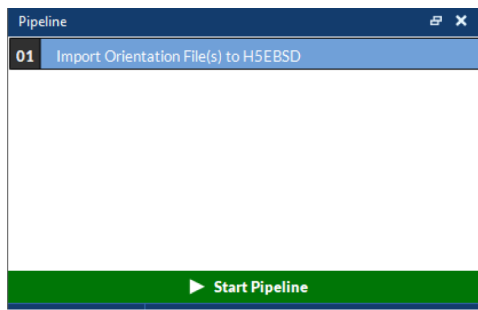 Pipeline
01 Import Orientation File(s) to H5EBSD
Start Pipeline